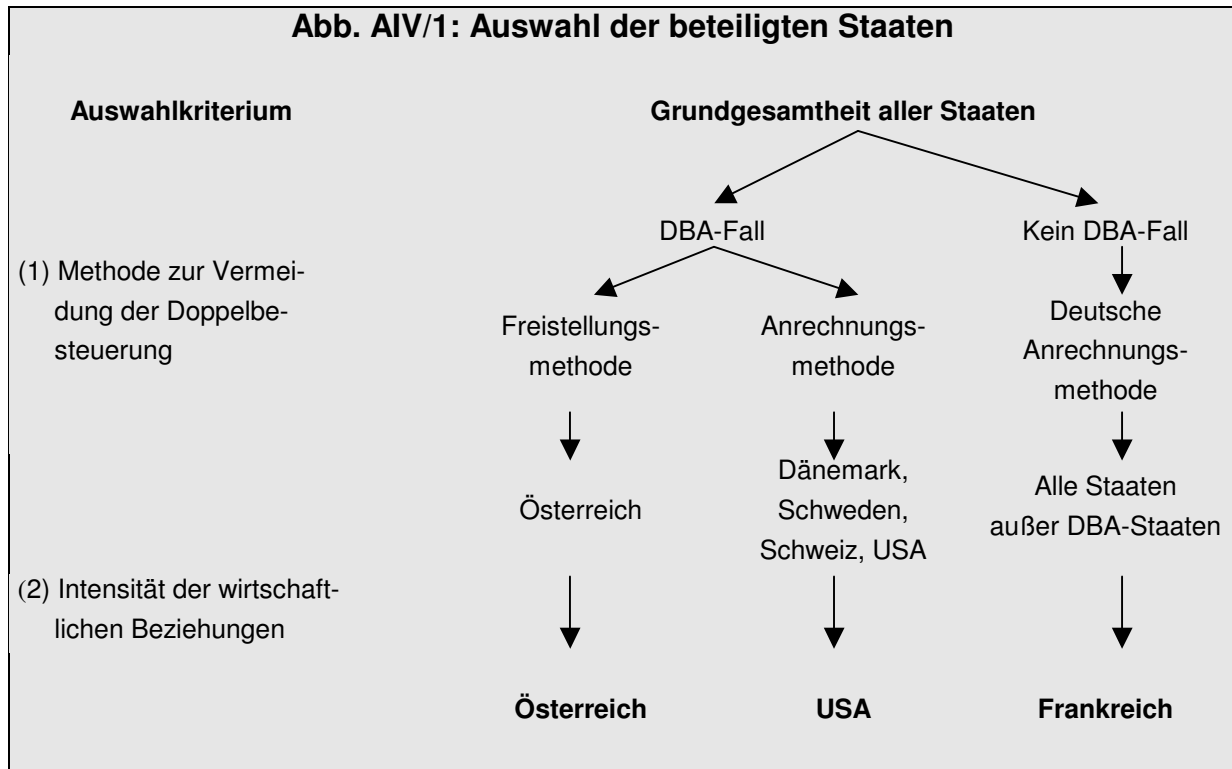 Abb. AIV/1: Auswahl der beteiligten Staaten
Auswahlkriterium
Grundgesamtheit aller Staaten
DBA-Fall
Kein DBA-Fall
(1) Methode zur Vermei-
dung der Doppelbe-
steuerung
Freistellungs-
methode
Anrechnungs-
methode
Deutsche
Anrechnungs-
methode
Österreich
Dänemark,
Schweden,
Schweiz, USA
Alle Staaten
außer DBA-Staaten
(2) Intensität der wirtschaft-
lichen Beziehungen
Österreich
USA
Frankreich